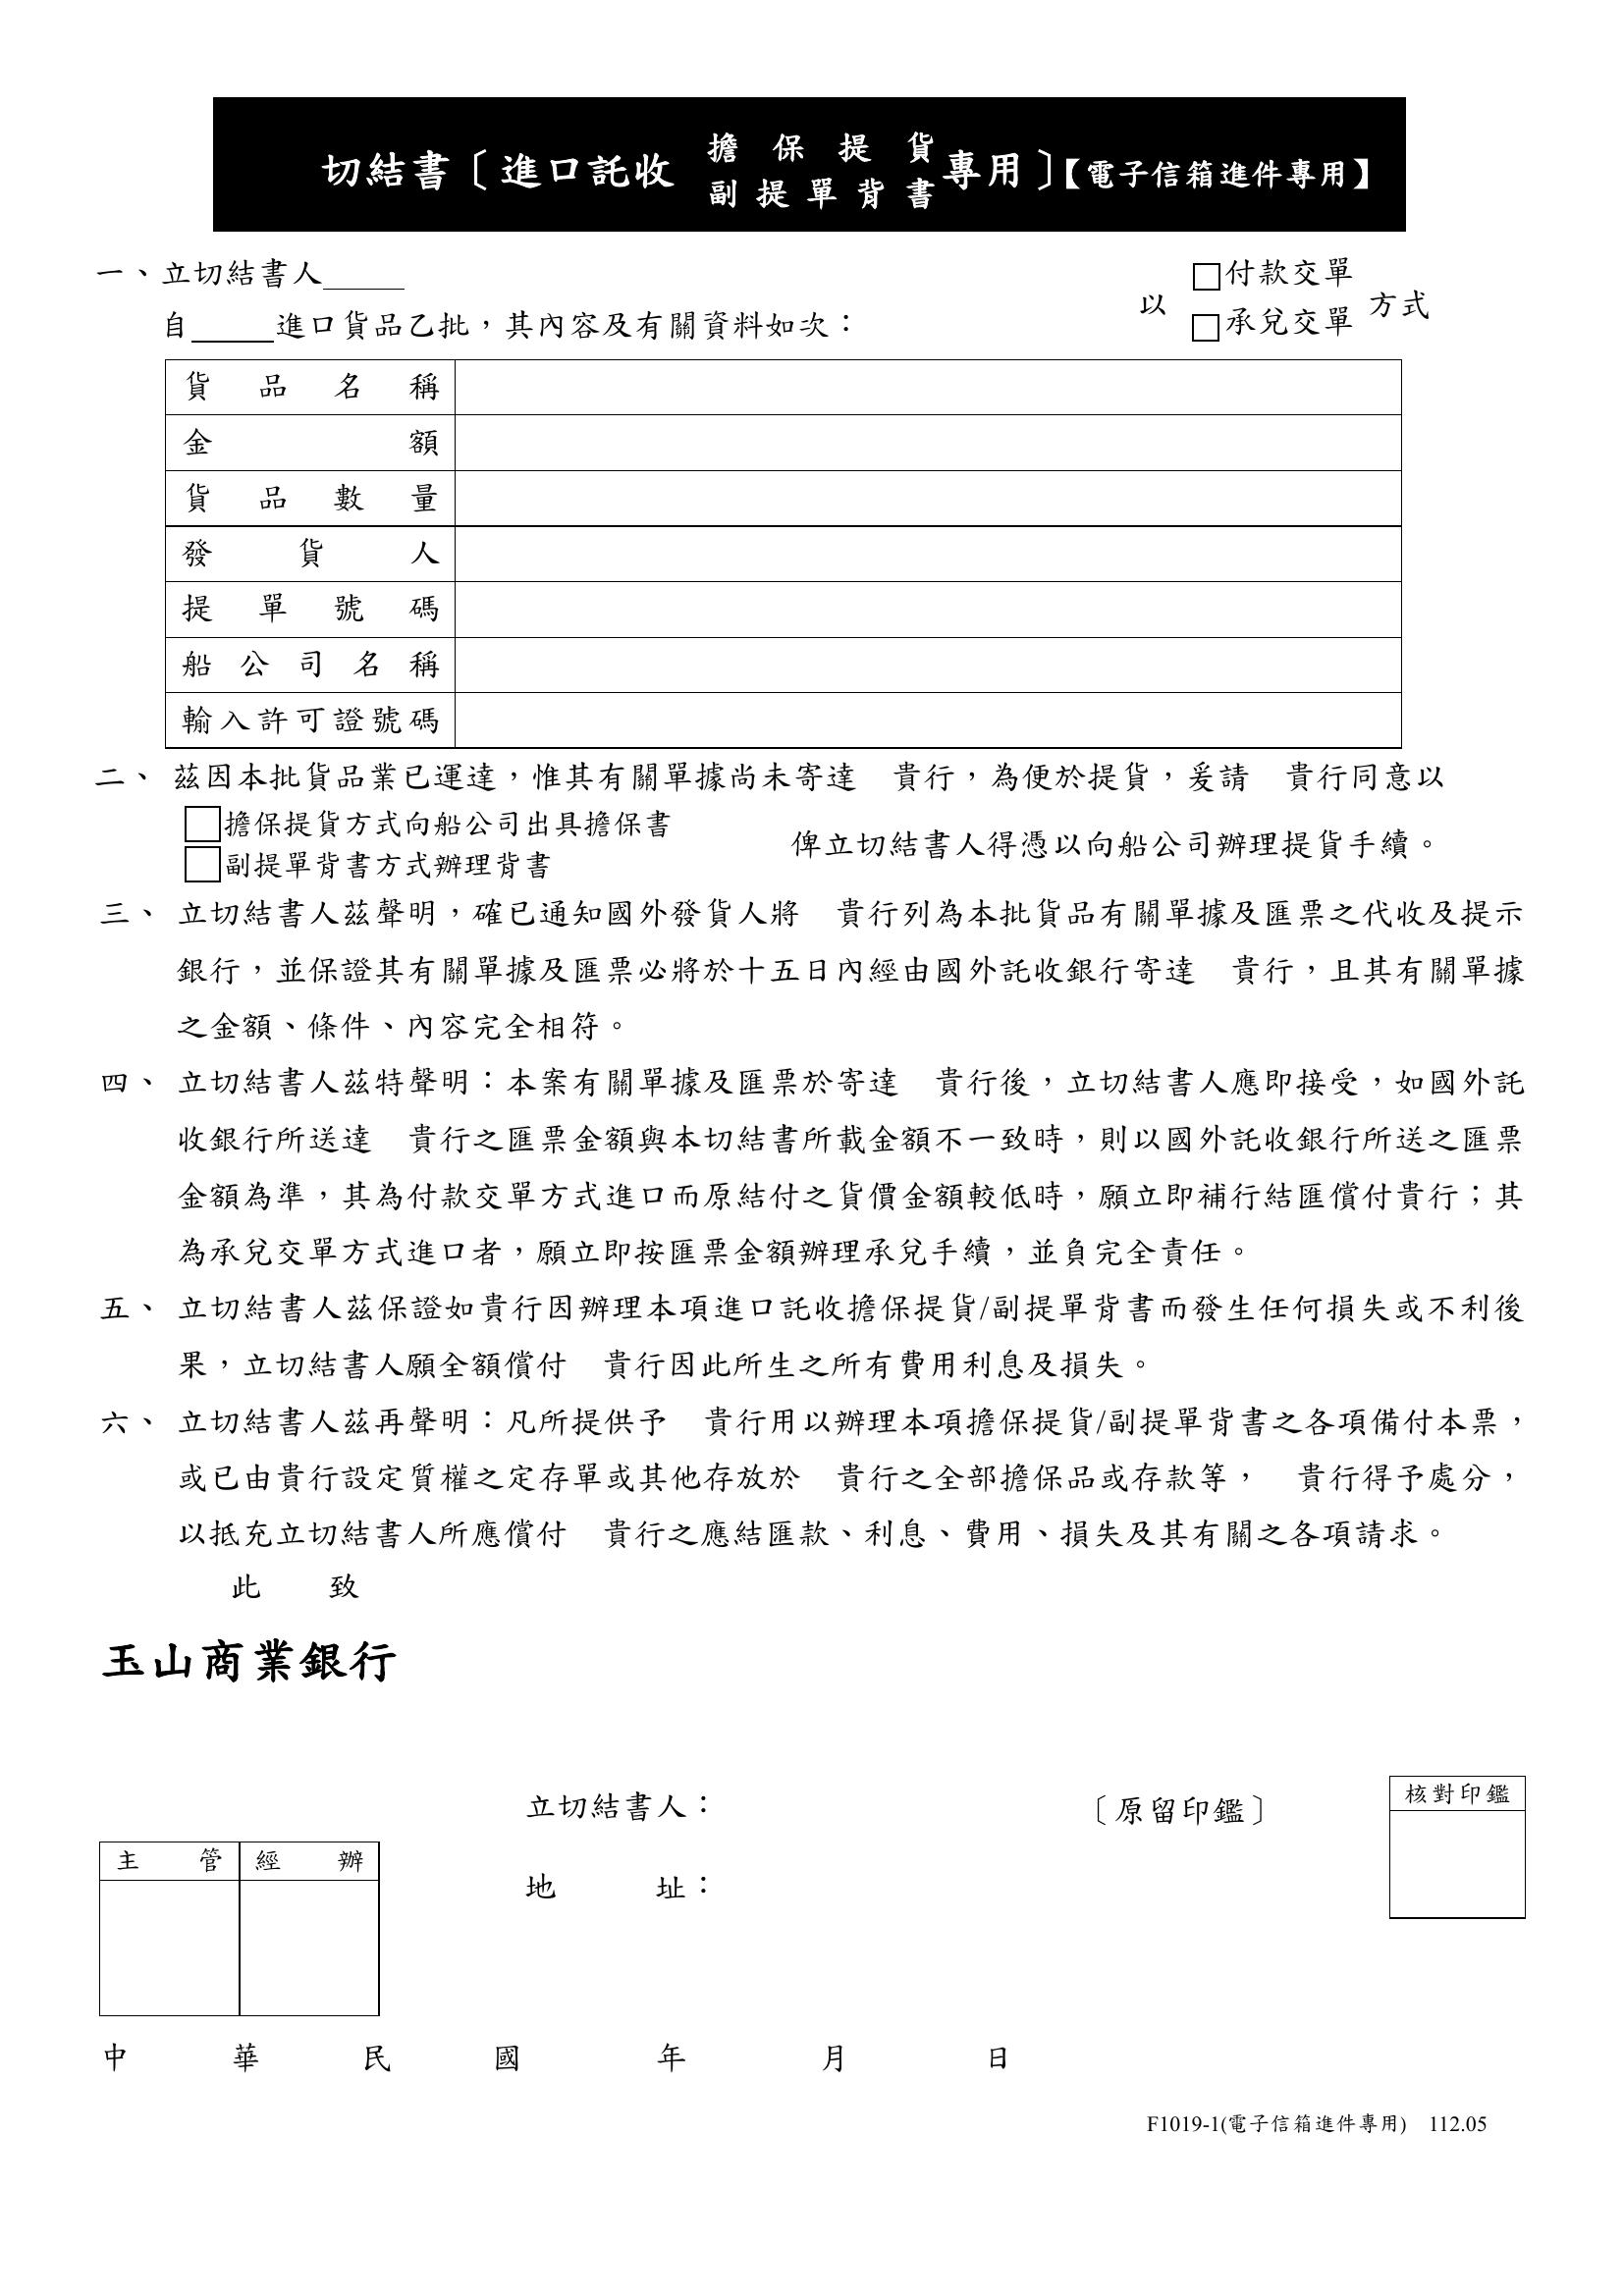 切結書〔進口託收 擔保提貨 專用〕【電子信箱進件專用】
副提單背書
一、立切結書人_____ 以 □付款交單 方式
自_____進口貨品乙批，其內容及有關資料如次： □承兌交單
貨品名稱
金額
貨品數量
發貨人
提單號碼
船公司名稱
輸入許可證號碼
二、 茲因本批貨品業已運達，惟其有關單據尚未寄達　貴行，為便於提貨，爰請　貴行同意以
□擔保提貨方式向船公司出具擔保書 俾立切結書人得憑以向船公司辦理提貨手續。
□副提單背書方式辦理背書
三、 立切結書人茲聲明，確已通知國外發貨人將　貴行列為本批貨品有關單據及匯票之代收及提示
銀行，並保證其有關單據及匯票必將於十五日內經由國外託收銀行寄達　貴行，且其有關單據
之金額、條件、內容完全相符。
四、 立切結書人茲特聲明：本案有關單據及匯票於寄達　貴行後，立切結書人應即接受，如國外託
收銀行所送達　貴行之匯票金額與本切結書所載金額不一致時，則以國外託收銀行所送之匯票
金額為準，其為付款交單方式進口而原結付之貨價金額較低時，願立即補行結匯償付貴行；其
為承兌交單方式進口者，願立即按匯票金額辦理承兌手續，並負完全責任。
五、 立切結書人茲保證如貴行因辦理本項進口託收擔保提貨/副提單背書而發生任何損失或不利後
果，立切結書人願全額償付　貴行因此所生之所有費用利息及損失。
六、 立切結書人茲再聲明：凡所提供予　貴行用以辦理本項擔保提貨/副提單背書之各項備付本票，
或已由貴行設定質權之定存單或其他存放於　貴行之全部擔保品或存款等，　貴行得予處分，
以抵充立切結書人所應償付　貴行之應結匯款、利息、費用、損失及其有關之各項請求。
此　致
玉山商業銀行
立切結書人： 〔原留印鑑〕 核對印鑑
主管 經辦
地址：
中華民國　年　月　日
F1019-1(電子信箱進件專用) 112.05